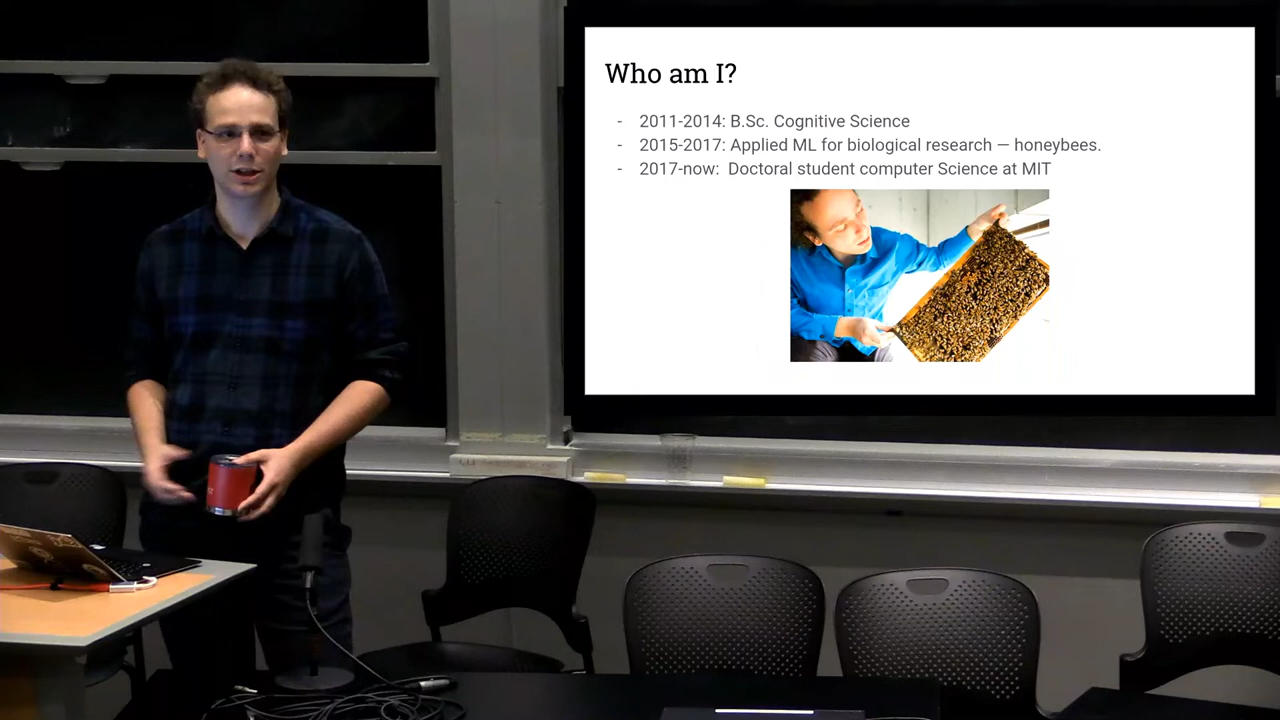 Who am I?
- 2011-2014: B.Sc. Cognitive Science
- 2015-2017: Applied ML for biological research — honeybees.
- 2017-now: Doctoral student computer Science at MIT